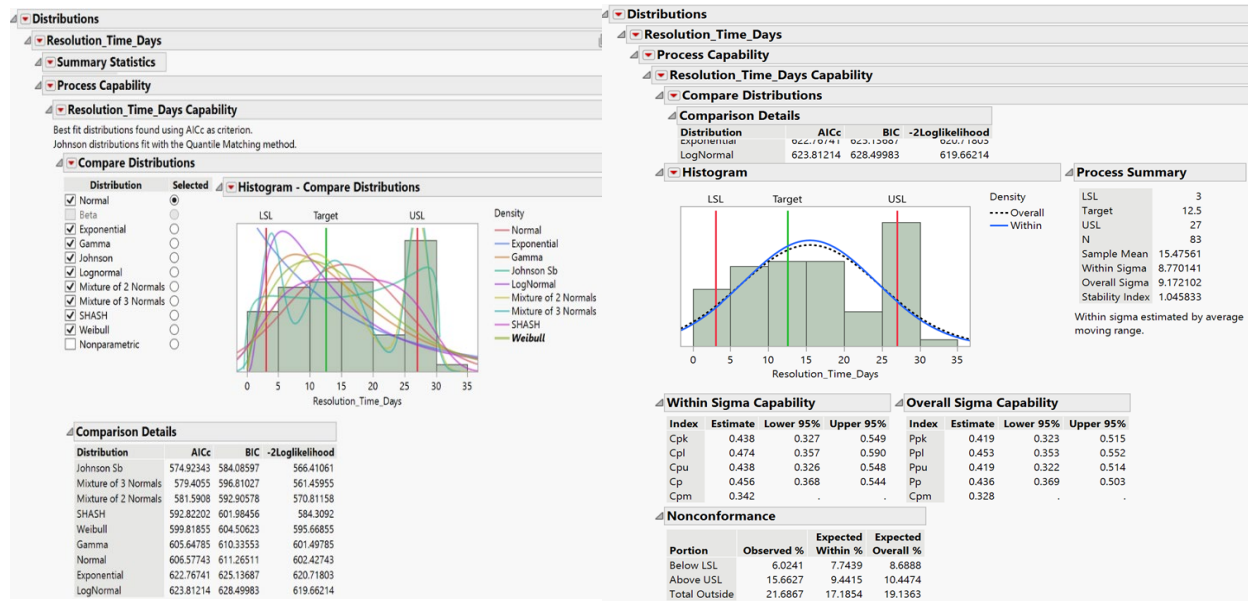 Distributions
Resolution_Time_Days
Summary Statistics
Process Capability
Resolution_Time_Days Capability
Best fit distributions found using AICc as criterion.
Johnson distributions fit with the Quantile Matching method.
Compare Distributions
Distribution Selected
Normal
Beta
Exponential
Gamma
Johnson
Lognormal
Mixture of 2 Normals
Mixture of 3 Normals
SHASH
Weibull
Nonparametric
Histogram - Compare Distributions
LSL Target USL
0 5 10 15 20 25 30 35
Resolution_Time_Days
Density
Normal
Exponential
Gamma
Johnson Sb
LogNormal
Mixture of 2 Normals
Mixture of 3 Normals
SHASH
Weibull
Comparison Details
Distribution AICc BIC -2Loglikelihood
Johnson Sb 574.92343 584.08597 566.41061
Mixture of 3 Normals 579.4055 596.81027 561.45955
Mixture of 2 Normals 581.5908 592.90578 570.81158
SHASH 592.82202 601.98456 584.3092
Weibull 599.81855 604.50623 595.66855
Gamma 605.64785 610.33553 601.49785
Normal 606.57743 611.26511 602.42743
Exponential 622.76741 625.13687 620.71803
LogNormal 623.81214 628.49983 619.66214
Distributions
Resolution_Time_Days
Process Capability
Resolution_Time_Days Capability
Compare Distributions
Comparison Details
Distribution AICc BIC -2Loglikelihood
Exponential 622.76741 625.13687 620.71803
LogNormal 623.81214 628.49983 619.66214
Histogram
LSL Target USL
0 5 10 15 20 25 30 35
Resolution_Time_Days
Density
Overall
Within
Process Summary
LSL 3
Target 12.5
USL 27
N 83
Sample Mean 15.47561
Within Sigma 8.770141
Overall Sigma 9.172102
Stability Index 1.045833
Within sigma estimated by average
moving range.
Within Sigma Capability
Index Estimate Lower 95% Upper 95%
Cpk 0.438 0.327 0.549
Cpl 0.474 0.357 0.590
Cpu 0.438 0.326 0.548
Cp 0.456 0.368 0.544
Cpm 0.342 . .
Overall Sigma Capability
Index Estimate Lower 95% Upper 95%
Ppk 0.419 0.323 0.515
Ppl 0.453 0.353 0.552
Ppu 0.419 0.322 0.514
Pp 0.436 0.369 0.503
Cpm 0.328 . .
Nonconformance
Portion Observed % Expected Within % Expected Overall %
Below LSL 6.0241 7.7439 8.6888
Above USL 15.6627 9.4415 10.4474
Total Outside 21.6867 17.1854 19.1363